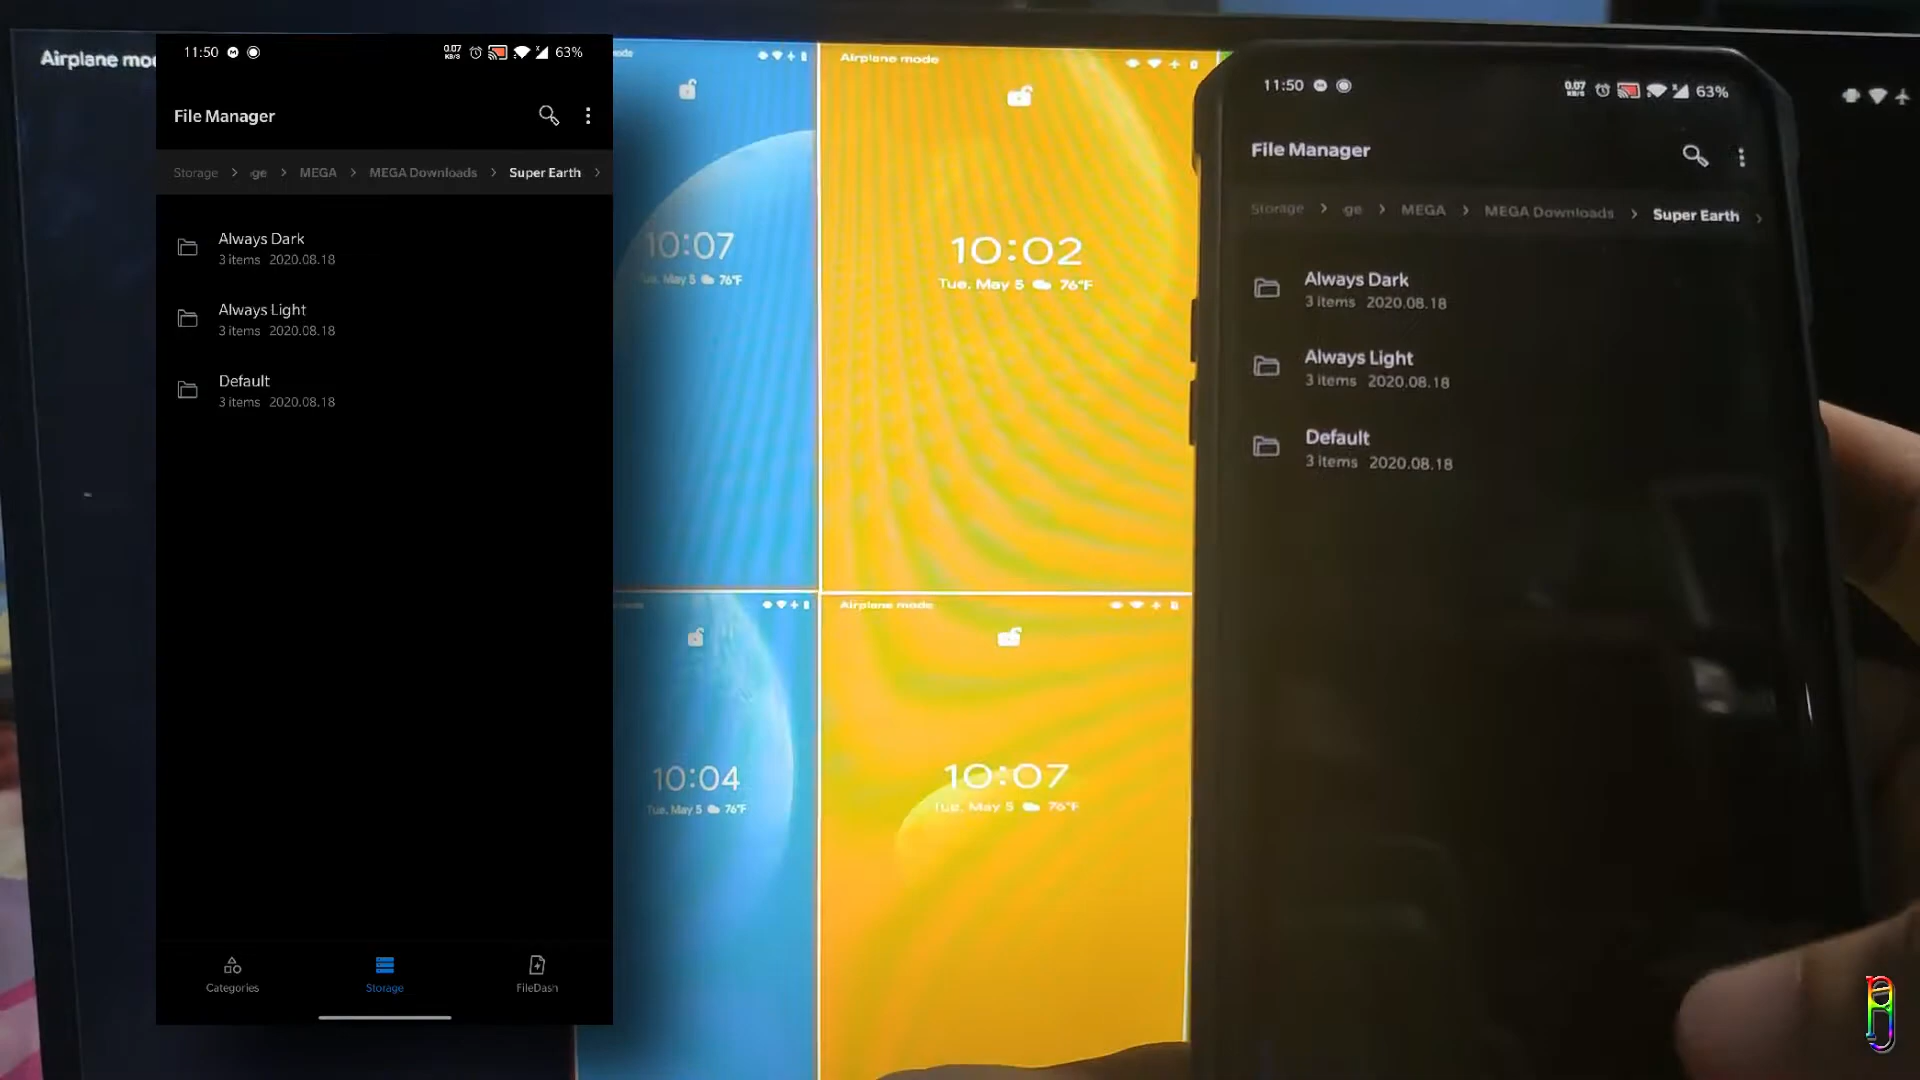 Airplane mo
11:50 0.07 KB/S 63%
File Manager
Storage > ge > MEGA > MEGA Downloads > Super Earth >
Always Dark
3 items 2020.08.18
Always Light
3 items 2020.08.18
Default
3 items 2020.08.18
Categories
Storage
FileDash
ode
10:07
Tue, May 5 76°F
Airplane mode
10:02
Tue, May 5 76°F
10:04
Tue, May 5 76°F
Airplane mode
10:07
Tue, May 5 76°F
11:50 0.07 KB/S 63%
File Manager
Storage > ge > MEGA > MEGA Downloads > Super Earth >
Always Dark
3 items 2020.08.18
Always Light
3 items 2020.08.18
Default
3 items 2020.08.18